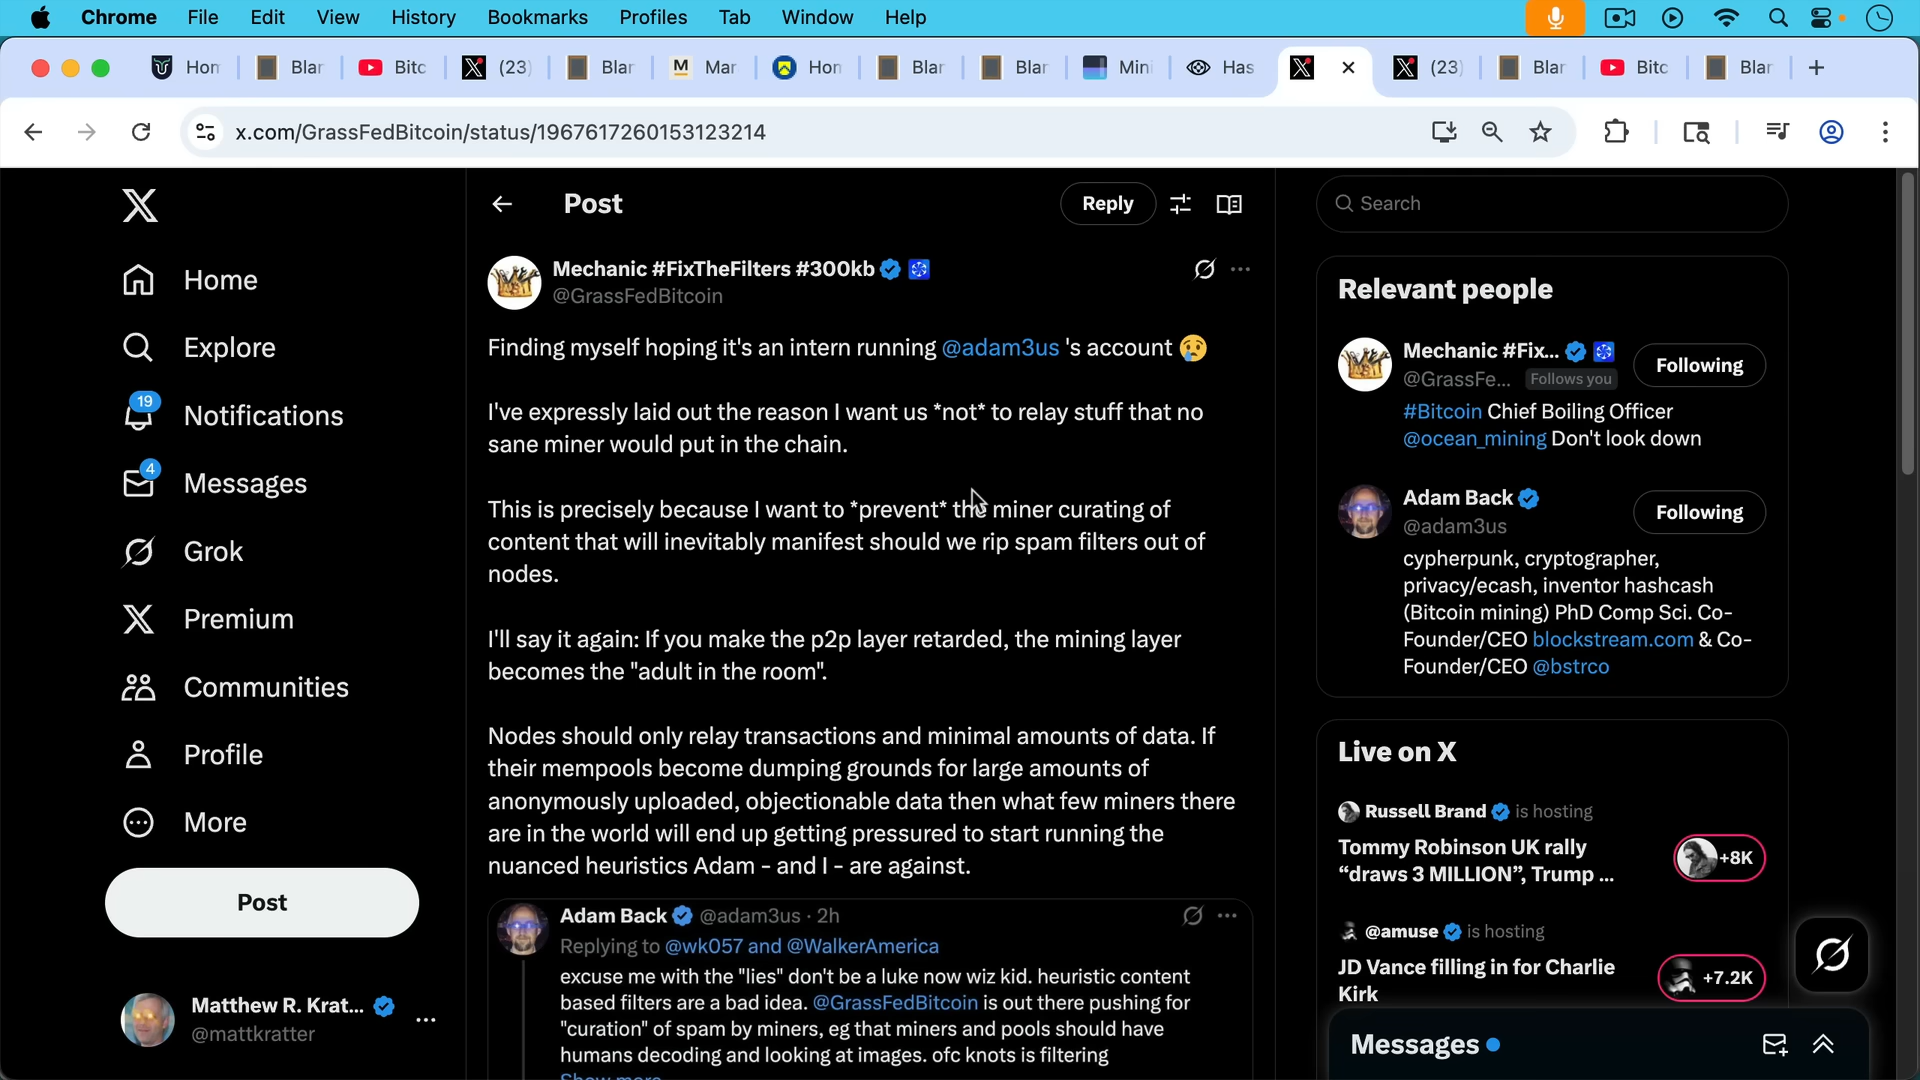 Chrome File Edit View History Bookmarks Profiles Tab Window Help
Hon Blar Bitc (23 Blar M Mar Hon Blar Blar Mini Has (23) Blar Bitc Blar
x.com/GrassFedBitcoin/status/1967617260153123214
Home
Explore
19
Notifications
4
Messages
Grok
Premium
Communities
Profile
More
Post
Matthew R. Krat...
@mattkratter
Post
Reply
Mechanic #FixTheFilters #300kb
@GrassFedBitcoin
Finding myself hoping it's an intern running @adam3us 's account 😢
I've expressly laid out the reason I want us *not* to relay stuff that no
sane miner would put in the chain.
This is precisely because I want to *prevent* the miner curating of
content that will inevitably manifest should we rip spam filters out of
nodes.
I'll say it again: If you make the p2p layer retarded, the mining layer
becomes the "adult in the room".
Nodes should only relay transactions and minimal amounts of data. If
their mempools become dumping grounds for large amounts of
anonymously uploaded, objectionable data then what few miners there
are in the world will end up getting pressured to start running the
nuanced heuristics Adam - and I - are against.
Adam Back @adam3us · 2h
Replying to @wk057 and @WalkerAmerica
excuse me with the "lies" don't be a luke now wiz kid. heuristic content
based filters are a bad idea. @GrassFedBitcoin is out there pushing for
"curation" of spam by miners, eg that miners and pools should have
humans decoding and looking at images. ofc knots is filtering
Show more
Search
Relevant people
Mechanic #Fix...
@GrassFe... Follows you
Following
#Bitcoin Chief Boiling Officer
@ocean_mining Don't look down
Adam Back
@adam3us
Following
cypherpunk, cryptographer,
privacy/ecash, inventor hashcash
(Bitcoin mining) PhD Comp Sci. Co-
Founder/CEO blockstream.com & Co-
Founder/CEO @bstrco
Live on X
Russell Brand is hosting
Tommy Robinson UK rally
“draws 3 MILLION”, Trump ...
+8K
@amuse is hosting
JD Vance filling in for Charlie
Kirk
+7.2K
Messages